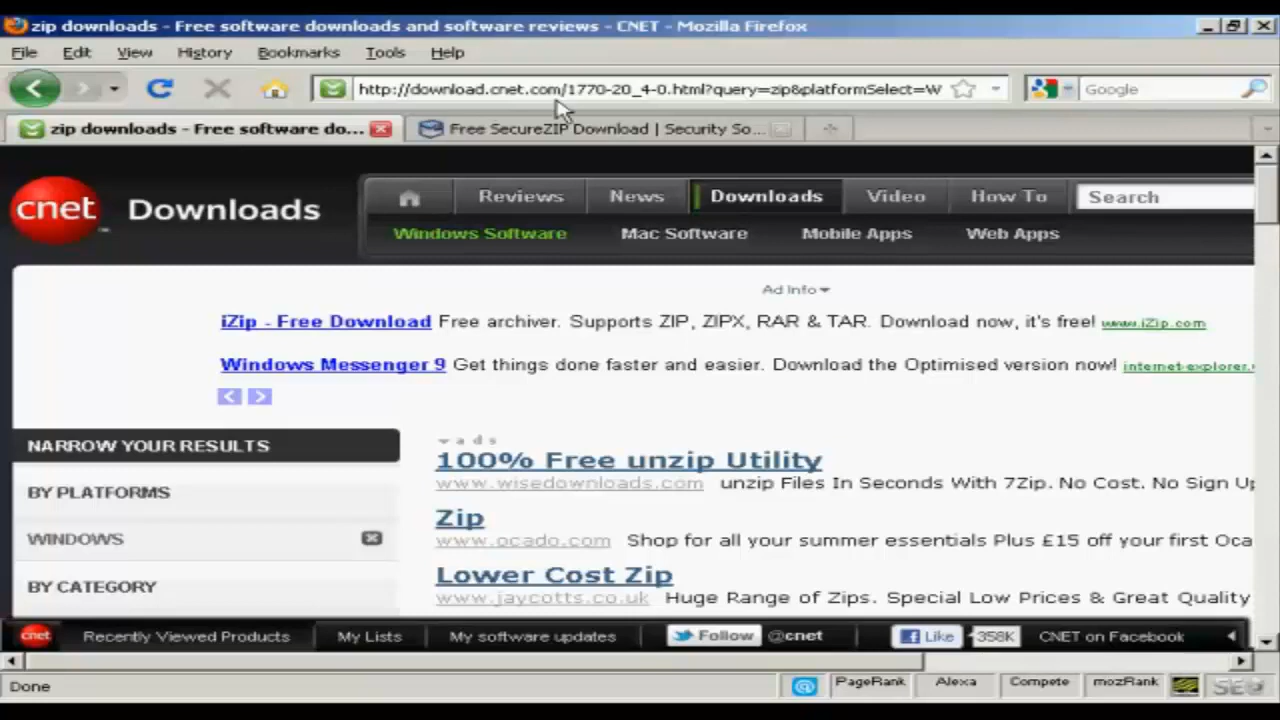 zip downloads - Free software downloads and software reviews - CNET - Mozilla Firefox
File Edit View History Bookmarks Tools Help
http://download.cnet.com/1770-20_4-0.html?query=zip&platformSelect=W
Google
zip downloads - Free software do...
Free SecureZIP Download | Security So...
cnet Downloads
Reviews News Downloads Video How To Search
Windows Software Mac Software Mobile Apps Web Apps
Ad Info
iZip - Free Download Free archiver. Supports ZIP, ZIPX, RAR & TAR. Download now, it's free! www.iZip.com
Windows Messenger 9 Get things done faster and easier. Download the Optimised version now! internet-explorer.
NARROW YOUR RESULTS
BY PLATFORMS
WINDOWS
BY CATEGORY
ads
100% Free unzip Utility
www.wisedownloads.com unzip Files In Seconds With 7Zip. No Cost. No Sign Up
Zip
www.ocado.com Shop for all your summer essentials Plus £15 off your first Oca
Lower Cost Zip
www.jaycotts.co.uk Huge Range of Zips. Special Low Prices & Great Quality
cnet Recently Viewed Products My Lists My software updates Follow @cnet Like 358K CNET on Facebook
Done
PageRank Alexa Compete mozRank